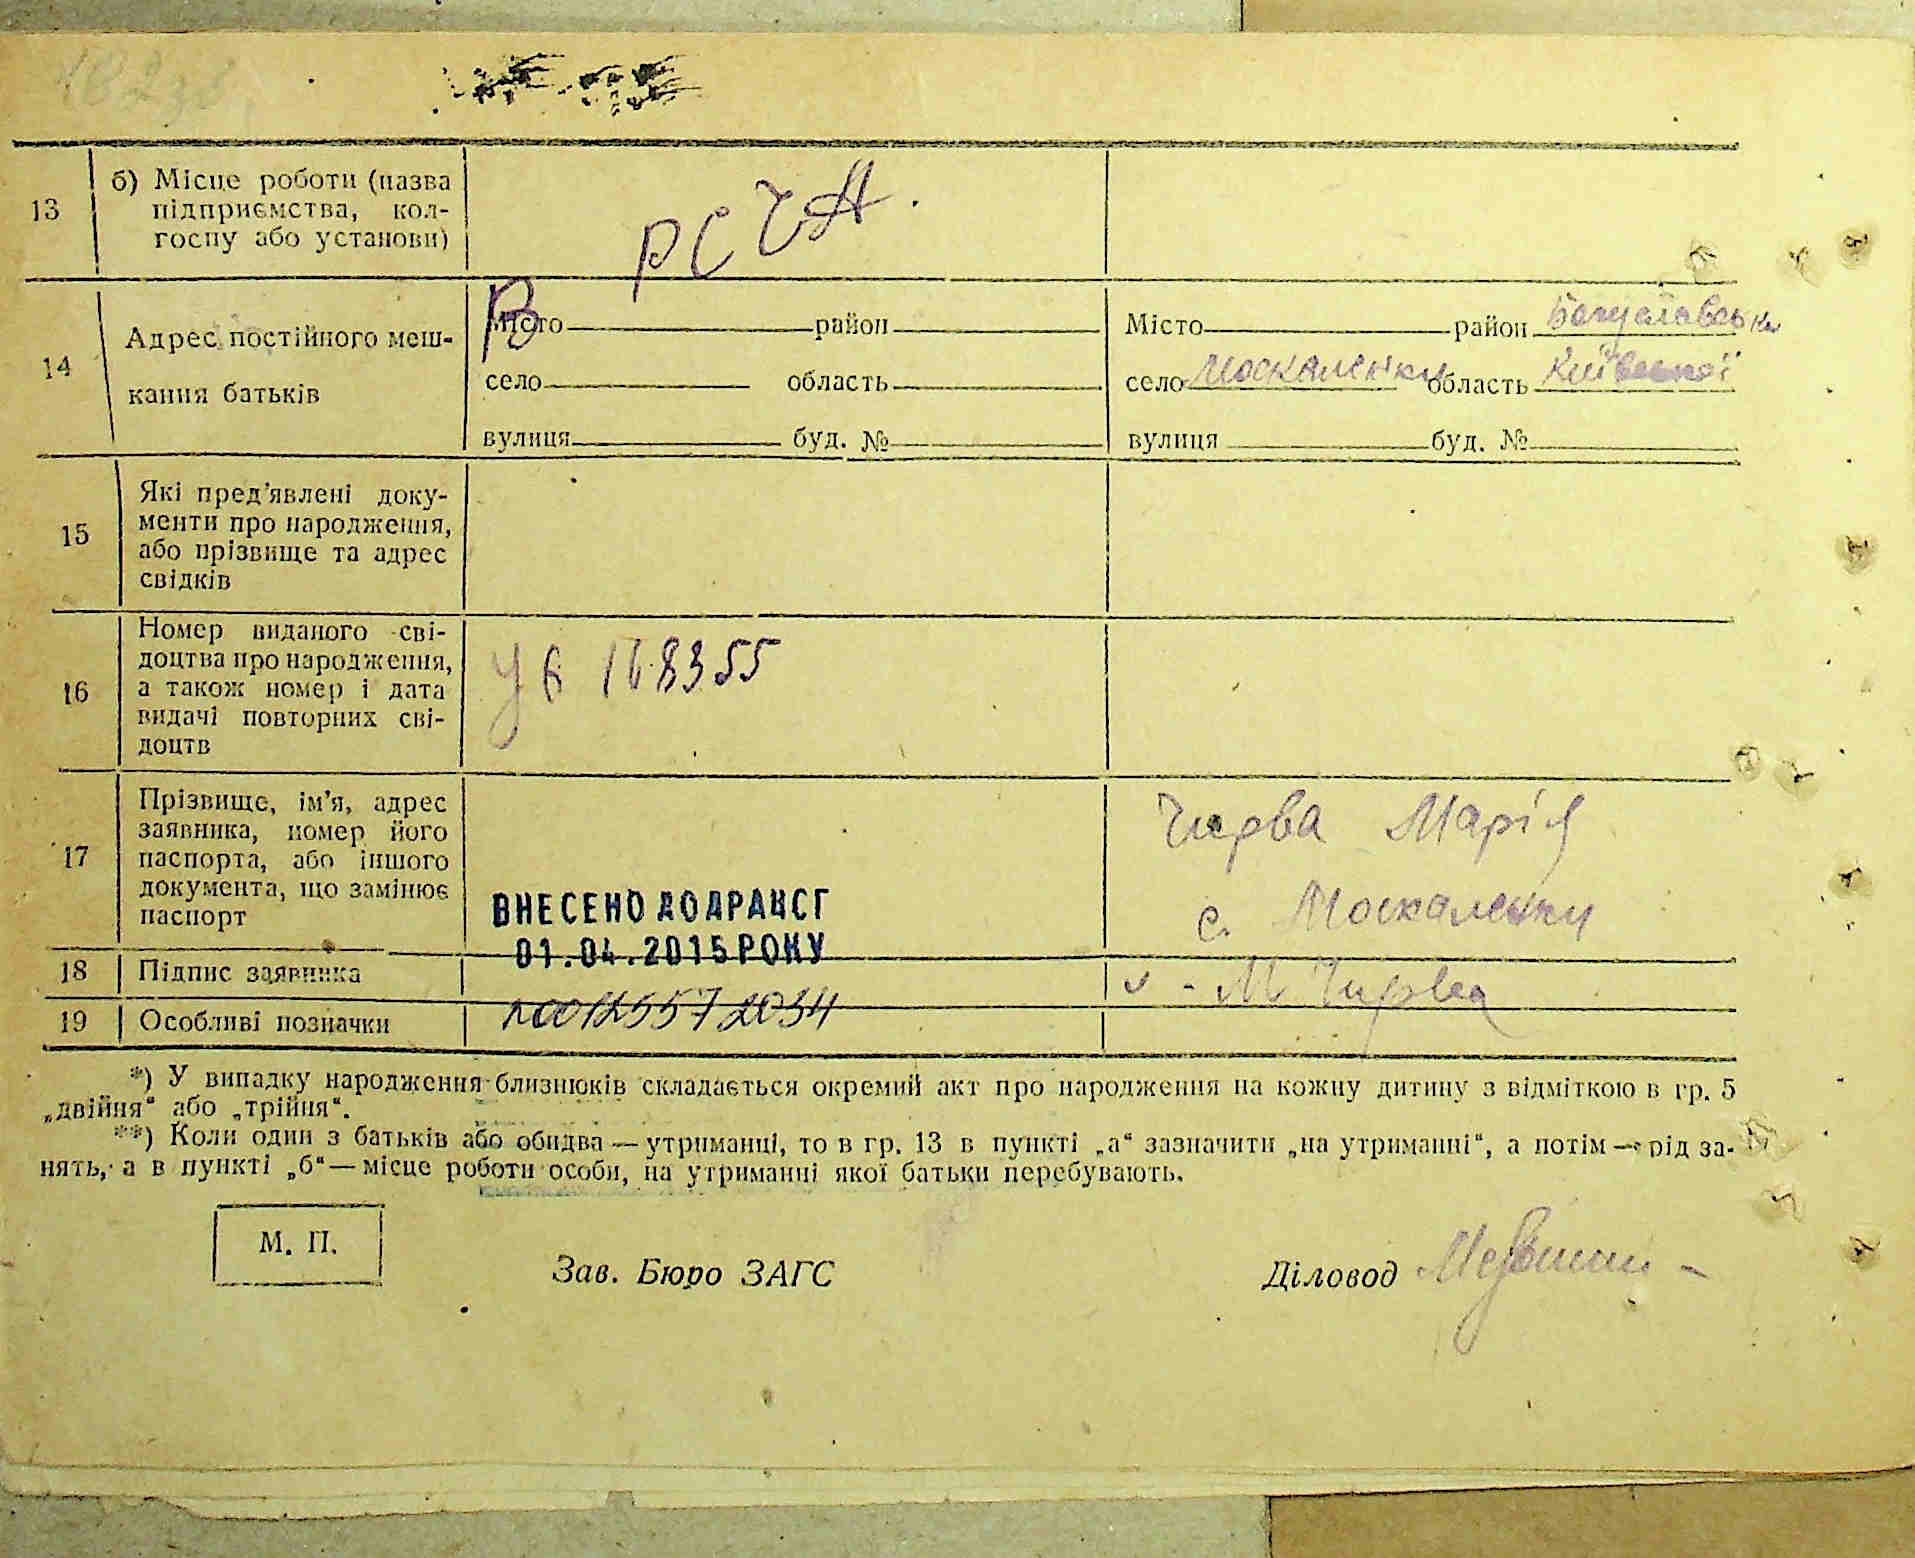 182зв
13
б) Місце роботи (назва
підприємства, кол-
госпу або установи)
В РСЧА.
14
Адрес постійного меш-
кання батьків
Місто район
село область
вулиця буд. №
Місто район Богуславськ
село Москаленки область Київської
вулиця буд. №
15
Які пред’явлені доку-
менти про народження,
або прізвище та адрес
свідків
16
Номер виданого сві-
доцтва про народження,
а також номер і дата
видачі повторних сві-
доцтв
168355
17
Прізвище, ім’я, адрес
заявника, номер його
паспорта, або іншого
документа, що замінює
паспорт
ВНЕСЕНО ДО ДРАЦСГ
01.04.2015 РОКУ
Чирва Марія
с. Москаленки
18
Підпис заявника
М Чирва
19
Особливі позначки
00125572034
*) У випадку народження близнюків складається окремий акт про народження на кожну дитину з відміткою в гр. 5
„двійня“ або „трійня“.
**) Коли один з батьків або обидва — утриманці, то в гр. 13 в пункті „а“ зазначити „на утриманні“, а потім — рід за-
нять, а в пункті „б“ — місце роботи особи, на утриманні якої батьки перебувають.
М. П.
Зав. Бюро ЗАГС
Діловод